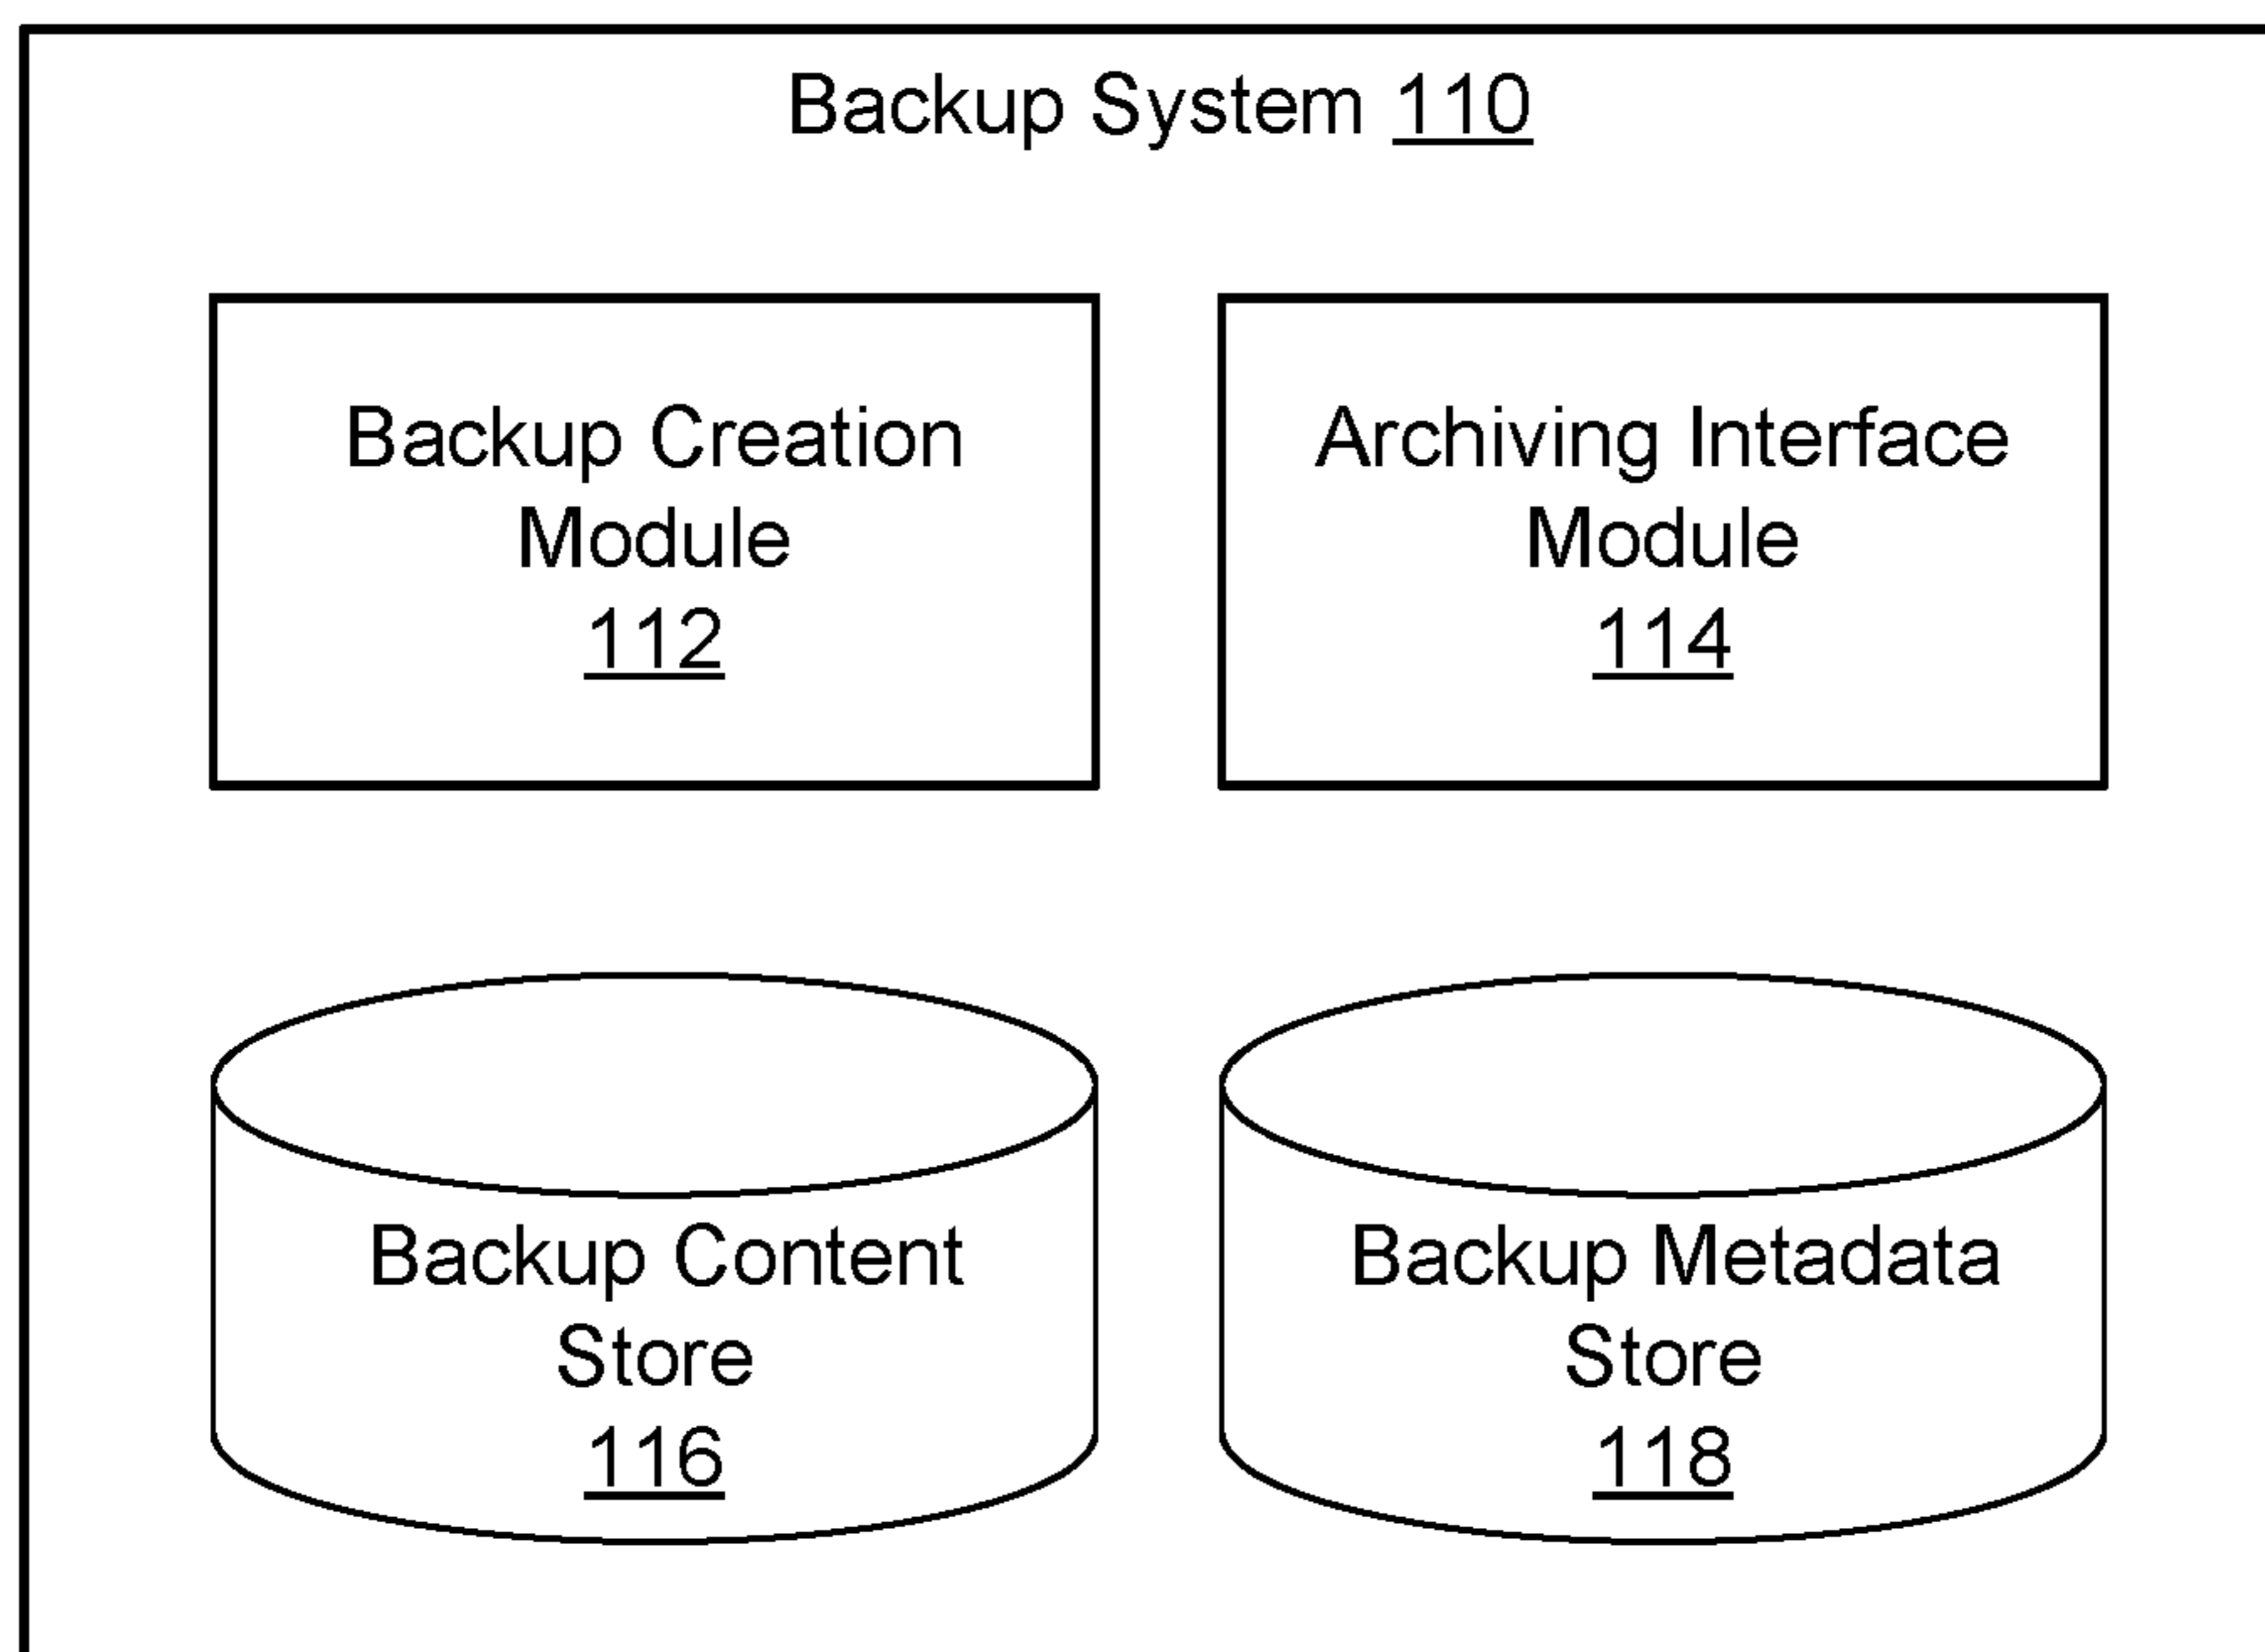 Backup System 110
Backup Creation
Module
112
Archiving Interface
Module
114
Backup Content
Store
116
Backup Metadata
Store
118